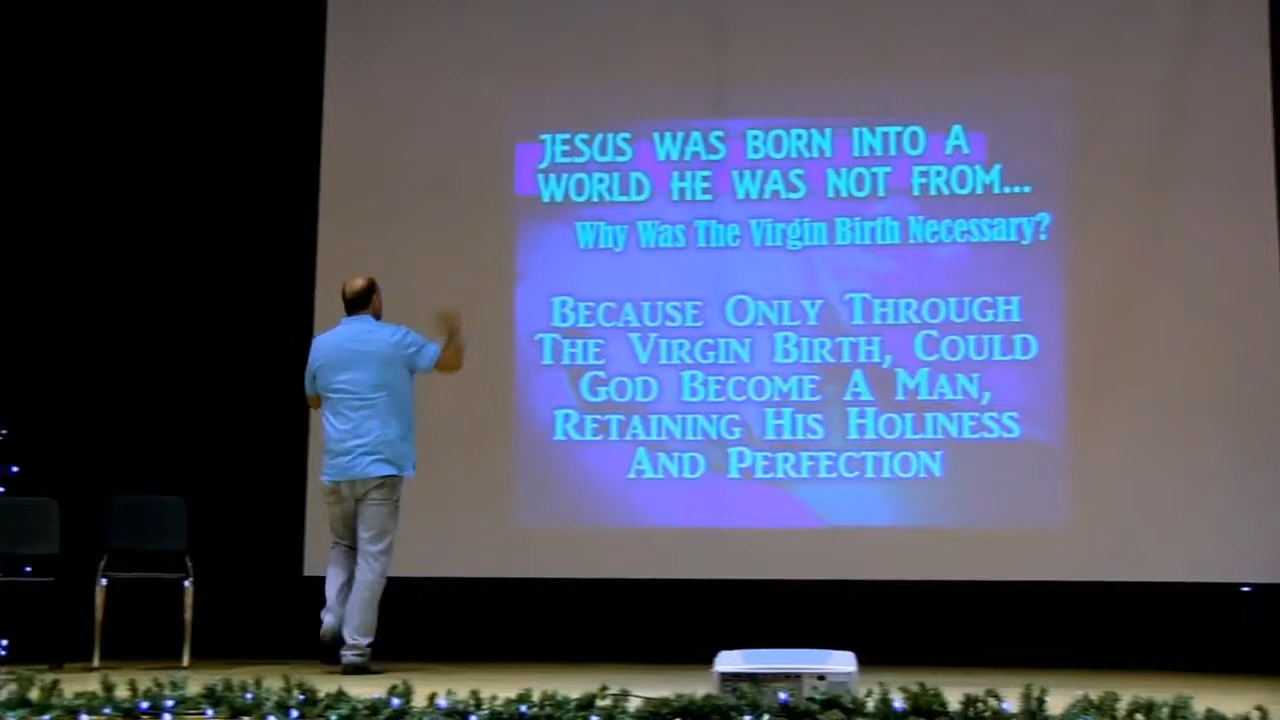 JESUS WAS BORN INTO A
WORLD HE WAS NOT FROM...
Why Was The Virgin Birth Necessary?
BECAUSE ONLY THROUGH
THE VIRGIN BIRTH, COULD
GOD BECOME A MAN,
RETAINING HIS HOLINESS
AND PERFECTION